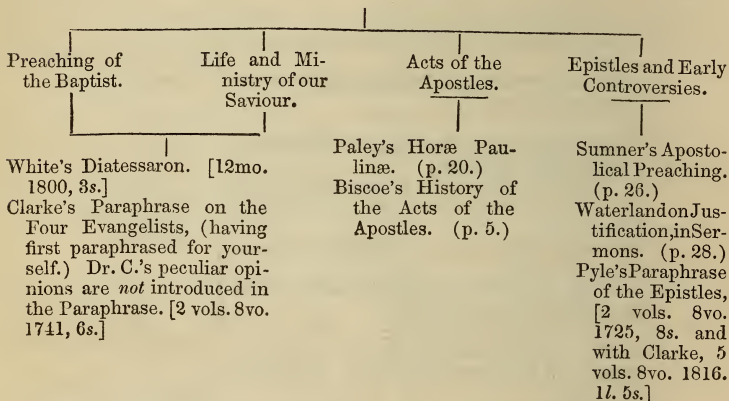 Preaching of
the Baptist.
Life and Mi-
nistry of our
Saviour.
Acts of the
Apostles.
Epistles and Early
Controversies.
White's Diatessaron. [12mo.
1800, 3s.]
Clarke's Paraphrase on the
Four Evangelists, (having
first paraphrased for your-
self.) Dr. C.'s peculiar opi-
nions are not introduced in
the Paraphrase. [2 vols. 8vo.
1741, 6s.]
Paley's Horæ Pau-
linæ. (p. 20.)
Biscoe's History of
the Acts of the
Apostles. (p. 5.)
Sumner's Aposto-
lical Preaching.
(p. 26.)
Waterland on Jus-
tification, in Ser-
mons. (p. 28.)
Pyle's Paraphrase
of the Epistles,
[2 vols. 8vo.
1725, 8s. and
with Clarke, 5
vols. 8vo. 1816.
1l. 5s.]